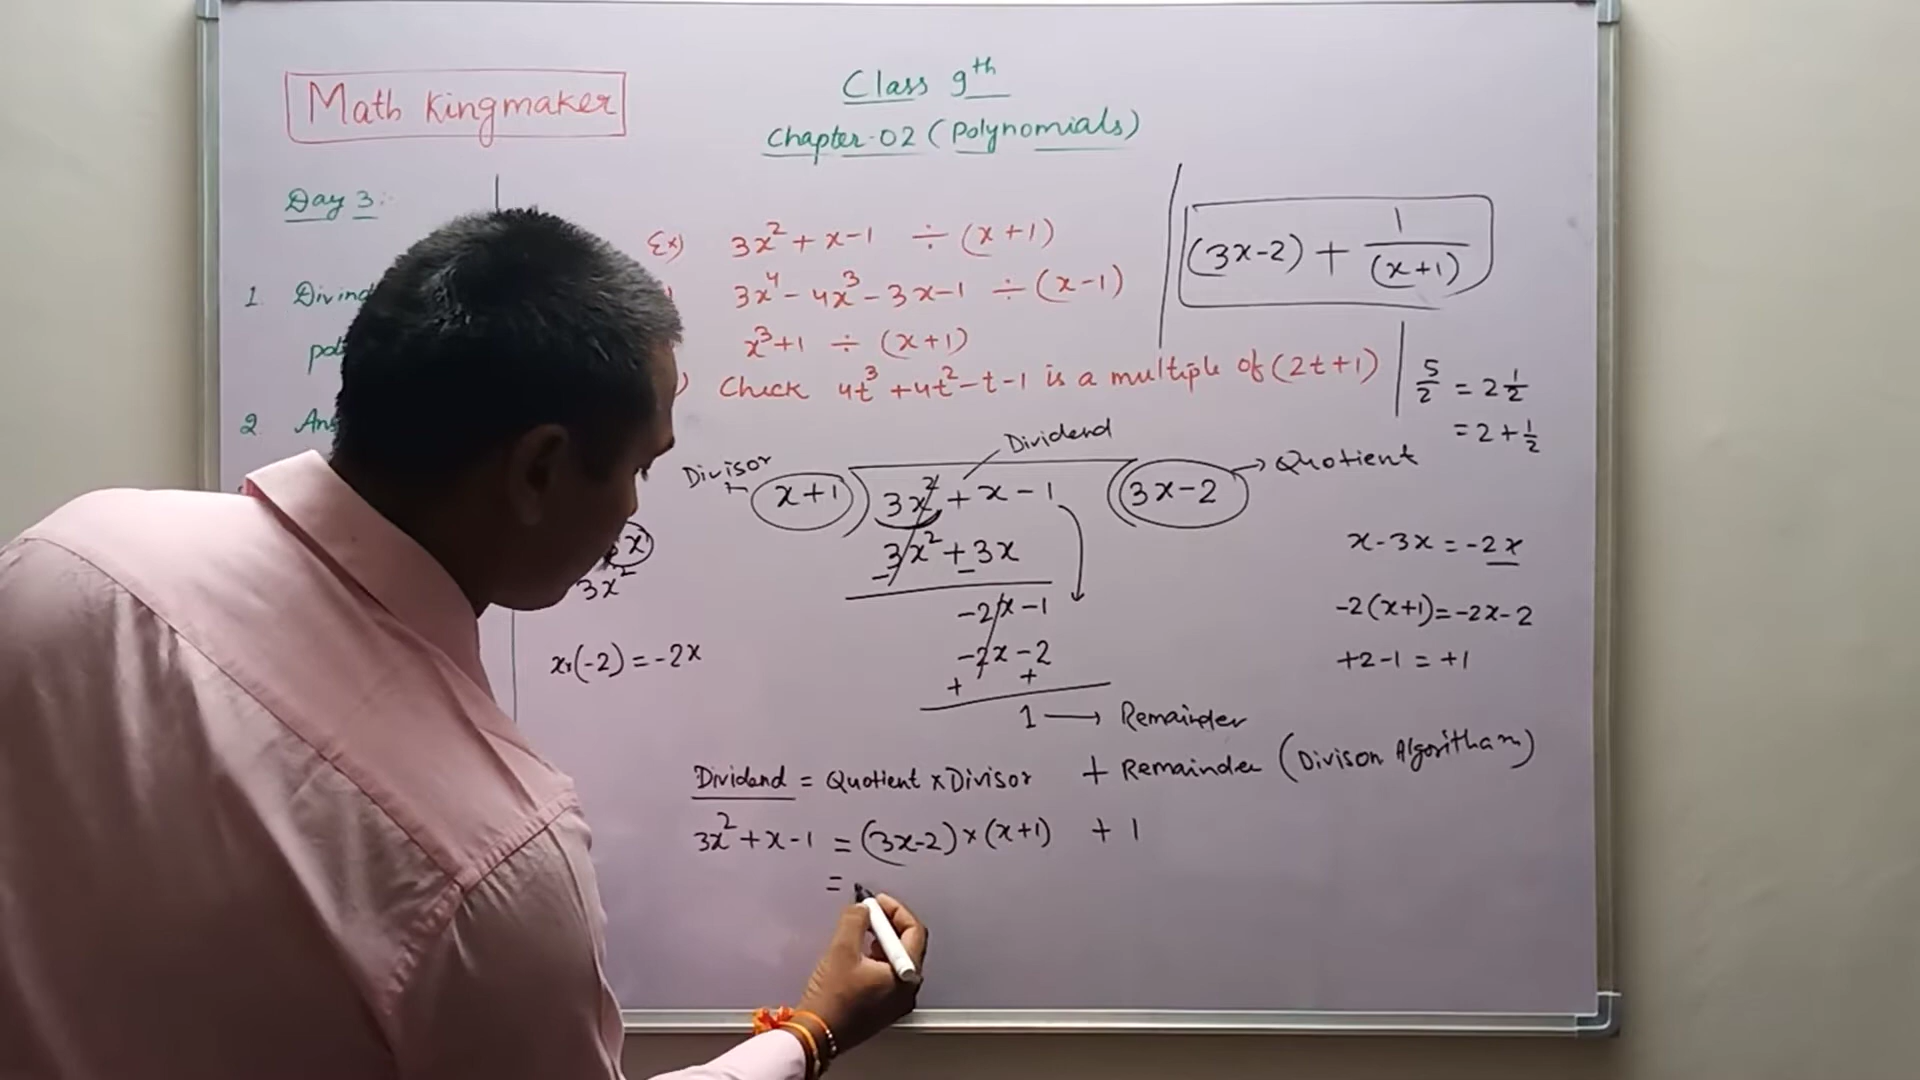 Math Kingmaker
Class 9th
Chapter-02 (Polynomials)
Day 3:
1.
2.
Ex) 3x² + x - 1 ÷ (x + 1)
3x⁴ - 4x³ - 3x - 1 ÷ (x - 1)
x³ + 1 ÷ (x + 1)
) Check 4t³ + 4t² - t - 1 is a multiple of (2t + 1)
(3x-2) + 1/(x+1)
5/2 = 2 1/2
= 2 + 1/2
Dividend
Divisor
Quotient
x+1) 3x² + x - 1 (3x-2
3x² + 3x
- -
-2x - 1
-2x - 2
+ +
1 → Remainder
3x²
x×(-2) = -2x
x - 3x = -2x
-2(x+1) = -2x - 2
+2 - 1 = +1
Dividend = Quotient × Divisor + Remainder (Divison Algoritham)
3x² + x - 1 = (3x-2) × (x+1) + 1
=